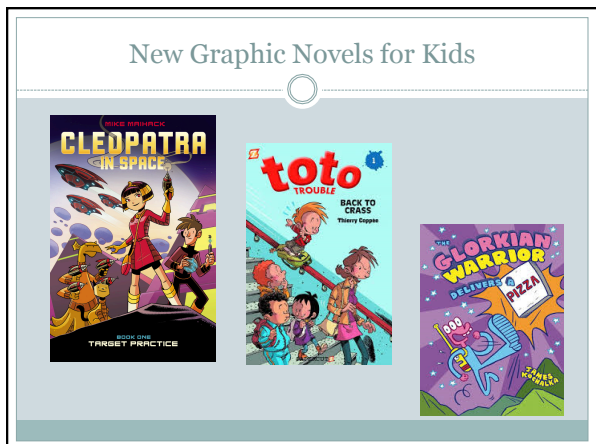 New Graphic Novels for Kids
MIKE MAIHACK
CLEOPATRA
IN SPACE
BOOK ONE
TARGET PRACTICE
1
toto
TROUBLE
BACK TO
CRASS
Thierry Coppée
PAPERCUTZ
THE
GLORKIAN
WARRIOR
DELIVERS A
PIZZA
JAMES
KOCHALKA